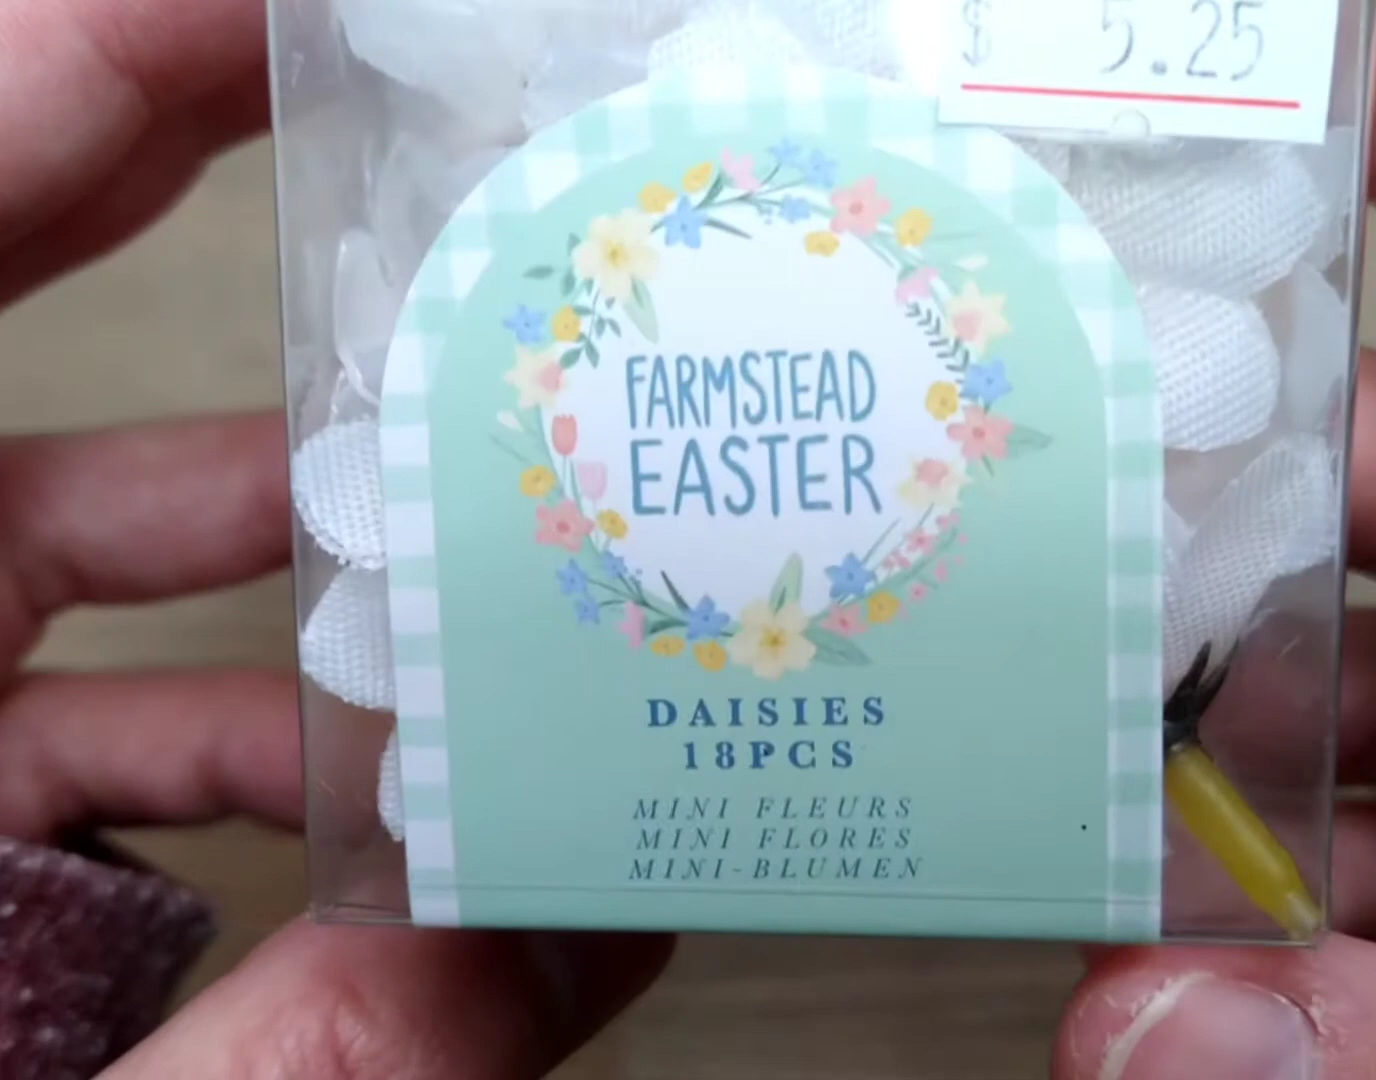 $ 5.25
FARMSTEAD
EASTER
DAISIES
18PCS
MINI FLEURS
MINI FLORES
MINI-BLUMEN